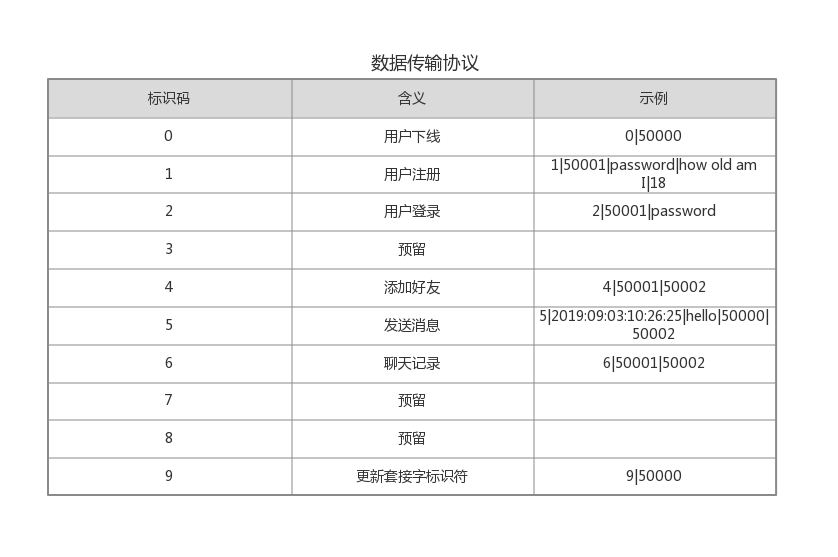 数据传输协议
标识码 含义 示例
0 用户下线 0|50000
1 用户注册 1|50001|password|how old am
I|18
2 用户登录 2|50001|password
3 预留
4 添加好友 4|50001|50002
5 发送消息 5|2019:09:03:10:26:25|hello|50000|
50002
6 聊天记录 6|50001|50002
7 预留
8 预留
9 更新套接字标识符 9|50000